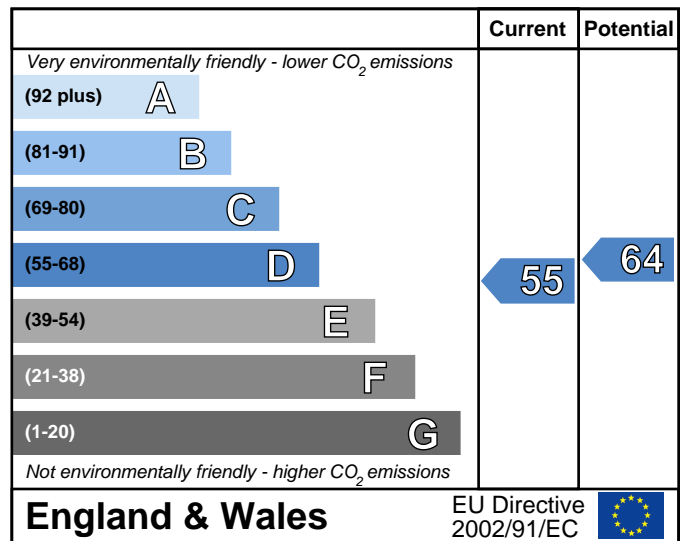 Current Potential
Very environmentally friendly - lower CO2 emissions
(92 plus) A
(81-91) B
(69-80) C
(55-68) D
55 64
(39-54) E
(21-38) F
(1-20) G
Not environmentally friendly - higher CO2 emissions
England & Wales
EU Directive
2002/91/EC